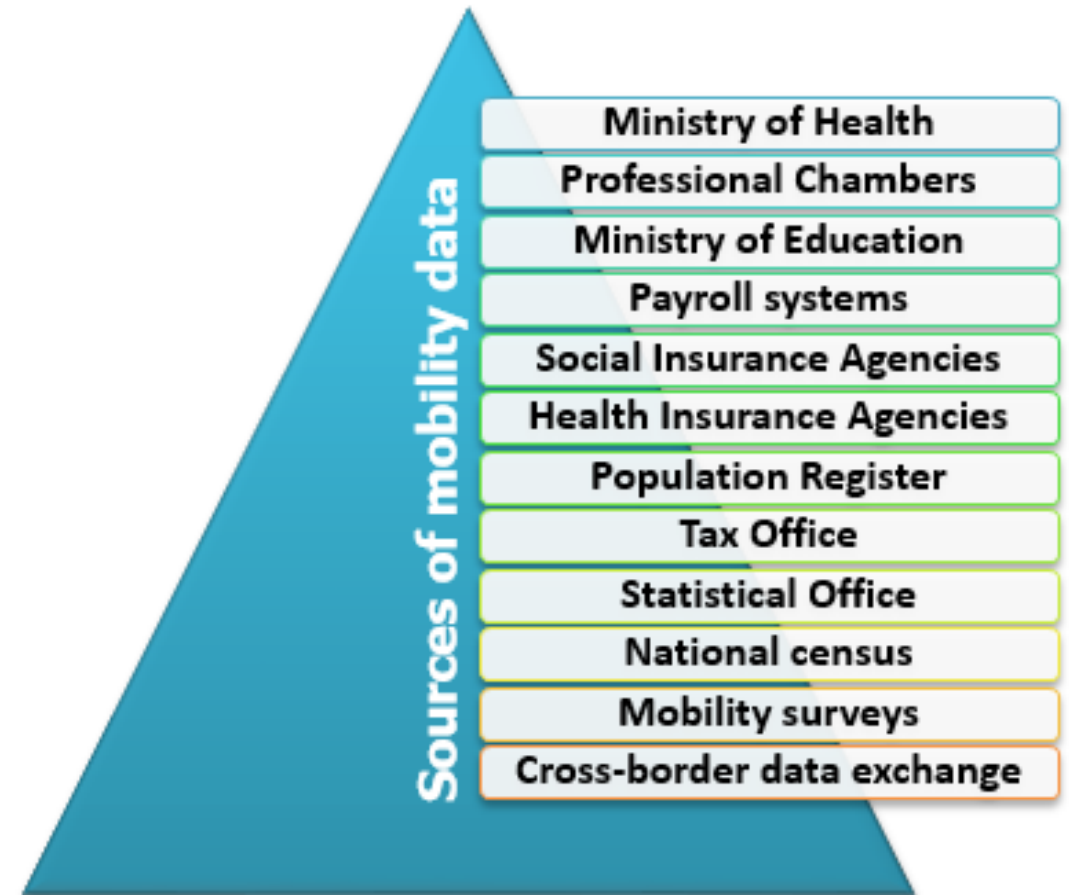 Sources of mobility data
Ministry of Health
Professional Chambers
Ministry of Education
Payroll systems
Social Insurance Agencies
Health Insurance Agencies
Population Register
Tax Office
Statistical Office
National census
Mobility surveys
Cross-border data exchange